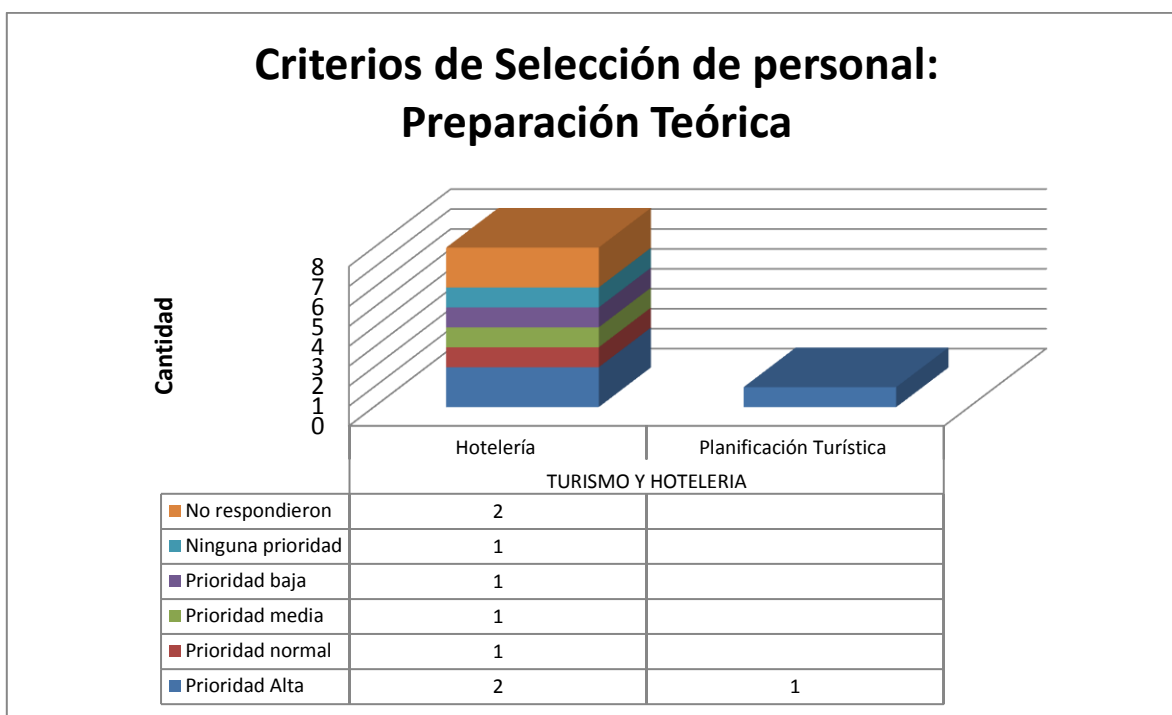 Criterios de Selección de personal:
Preparación Teórica
Cantidad
8
7
6
5
4
3
2
1
0
Hotelería Planificación Turística
TURISMO Y HOTELERIA
No respondieron 2
Ninguna prioridad 1
Prioridad baja 1
Prioridad media 1
Prioridad normal 1
Prioridad Alta 2 1